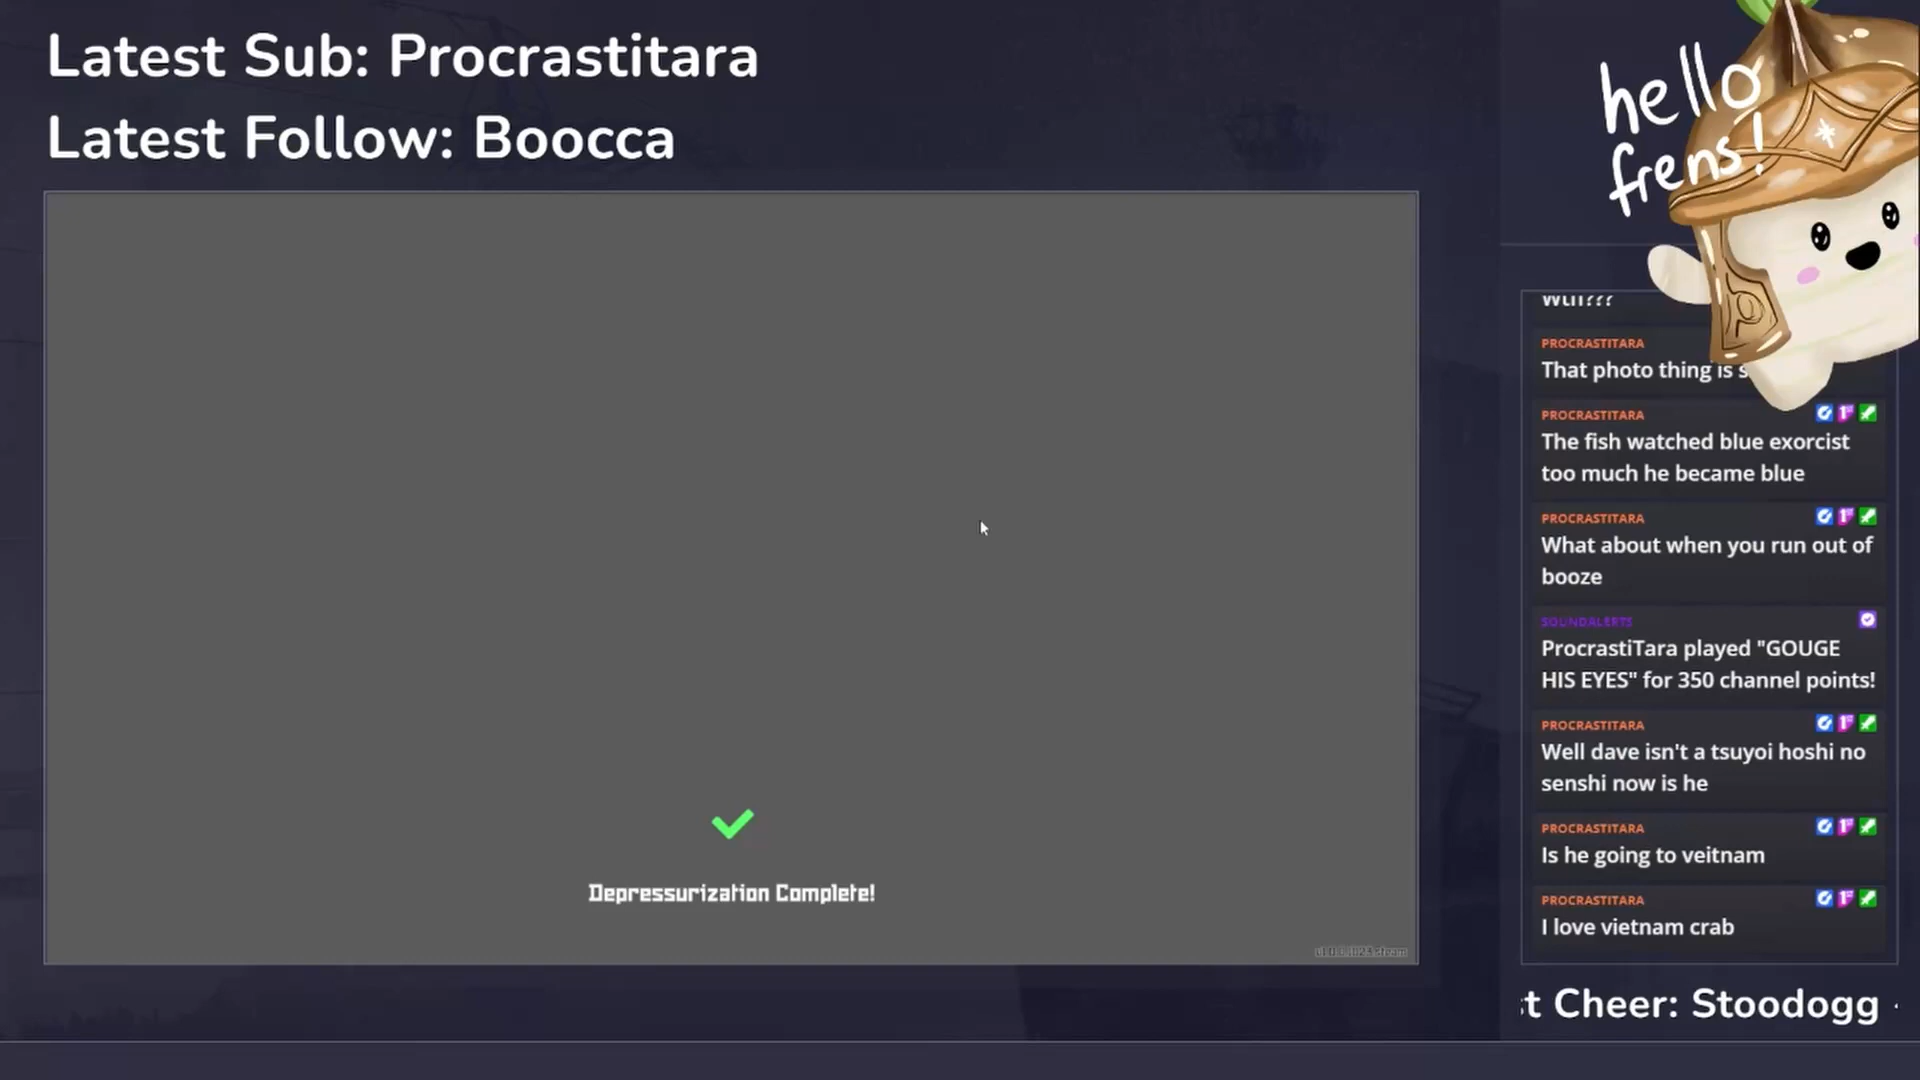 Latest Sub: Procrastitara
Latest Follow: Boocca
hello
frens!
PROCRASTITARA
That photo thing is s
PROCRASTITARA
The fish watched blue exorcist
too much he became blue
PROCRASTITARA
What about when you run out of
booze
SOUNDALERTS
ProcrastiTara played "GOUGE
HIS EYES" for 350 channel points!
PROCRASTITARA
Well dave isn't a tsuyoi hoshi no
senshi now is he
PROCRASTITARA
Is he going to veitnam
PROCRASTITARA
I love vietnam crab
Depressurization Complete!
st Cheer: Stoodogg